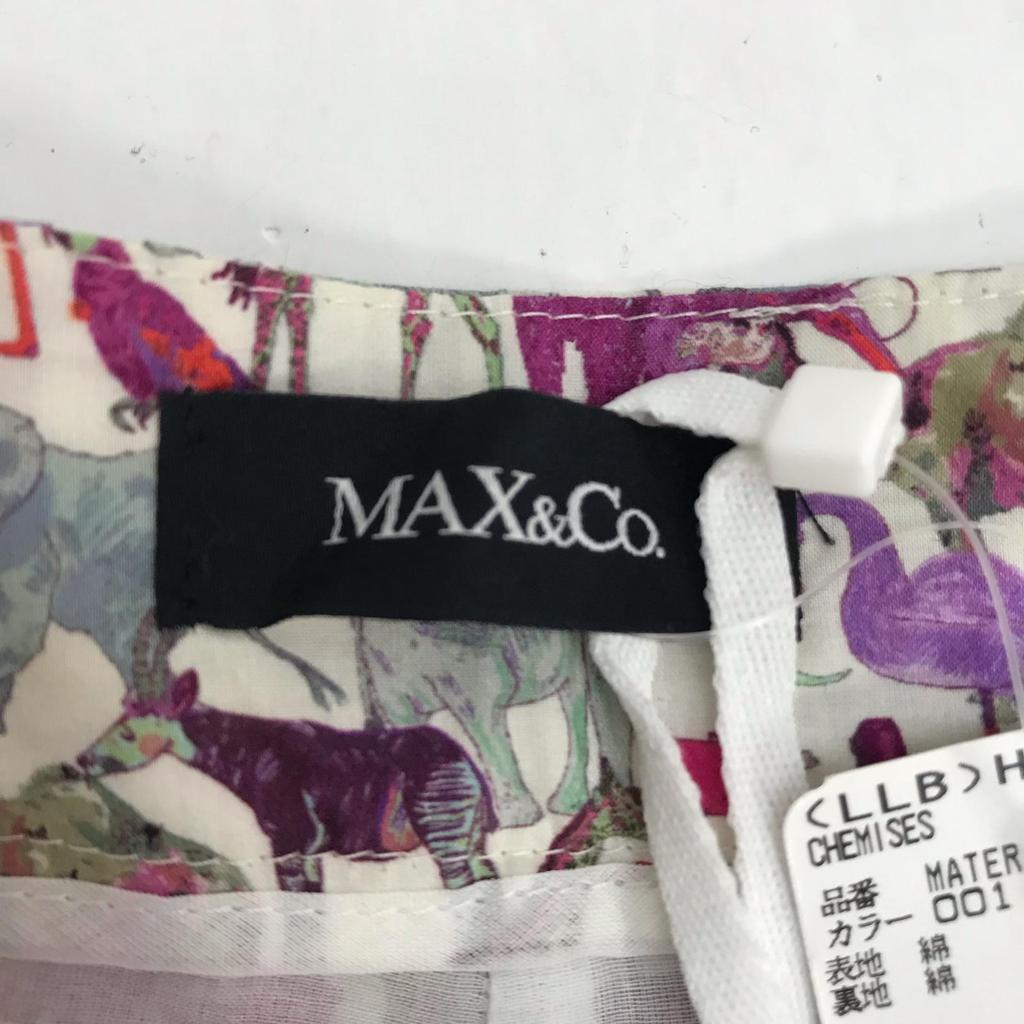 MAX&Co.
(LLB)H
CHEMISES
品番 MATER
カラー 001
表地 綿
裏地 綿